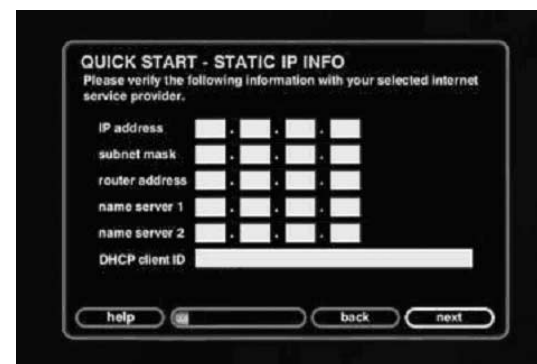 QUICK START - STATIC IP INFO
Please verify the following information with your selected internet
service provider.
IP address
subnet mask
router address
name server 1
name server 2
DHCP client ID
help
back
next